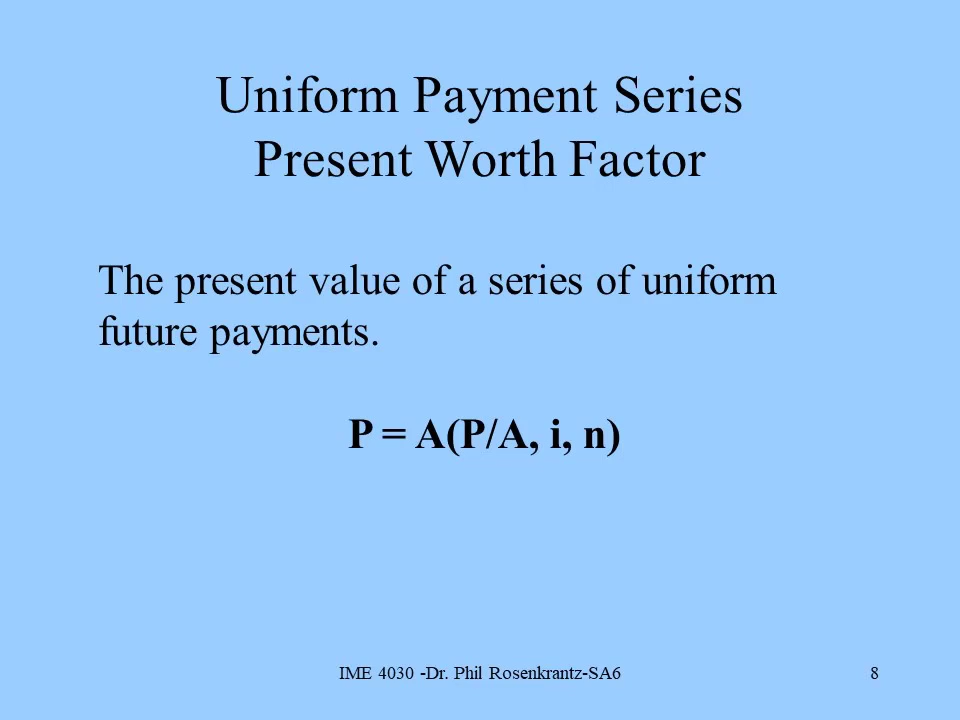 Uniform Payment Series
Present Worth Factor
The present value of a series of uniform
future payments.
P = A(P/A, i, n)
IME 4030 -Dr. Phil Rosenkrantz-SA6
8